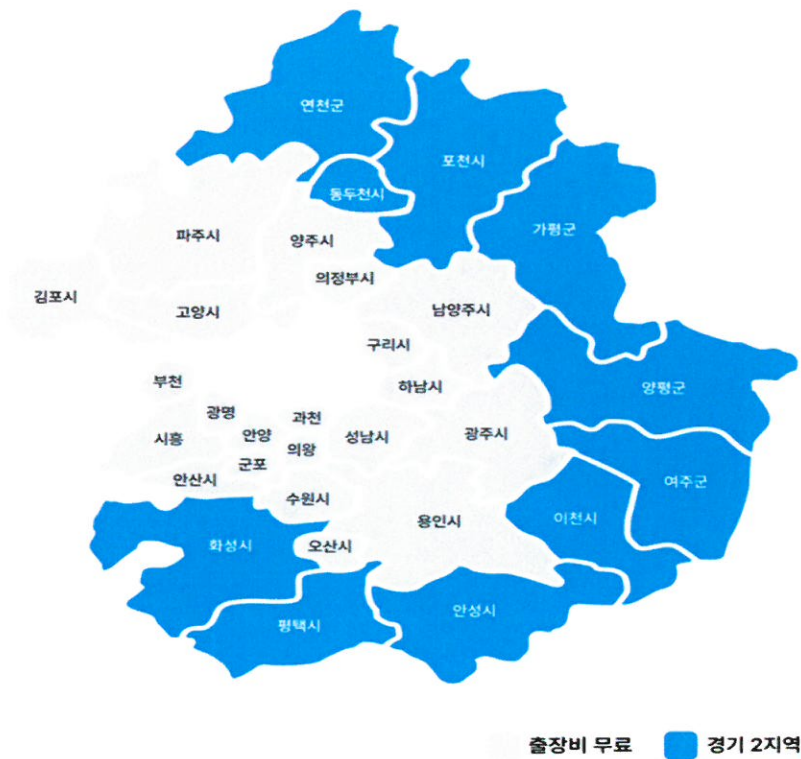 연천군
포천시
동두천시
가평군
파주시
양주시
의정부시
김포시
고양시
남양주시
구리시
부천
하남시
양평군
광명
과천
시흥
안양
성남시
광주시
의왕
군포
안산시
여주군
수원시
용인시
이천시
화성시
오산시
안성시
평택시
출장비 무료
경기 2지역